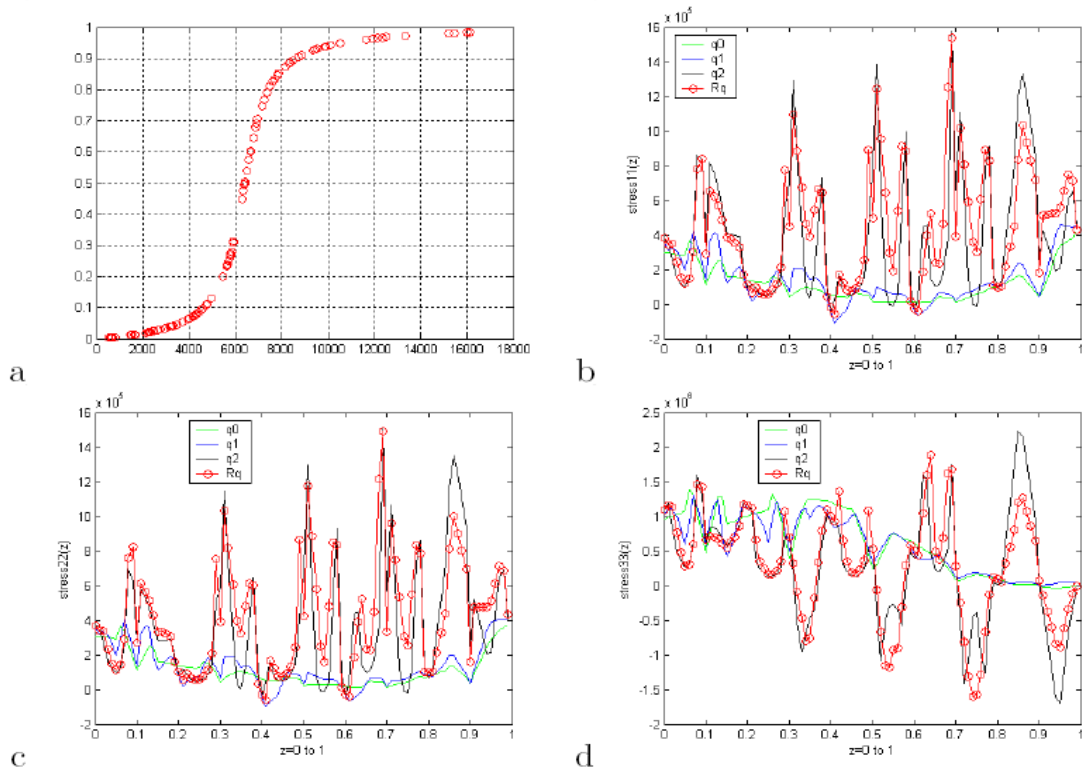 1
0.9
0.8
0.7
0.6
0.5
0.4
0.3
0.2
0.1
0
0 2000 4000 6000 8000 10000 12000 14000 16000 18000
a
x 10^5
16
14
12
10
8
6
4
2
0
-2
stress11(z)
q0
q1
q2
Rq
0 0.1 0.2 0.3 0.4 0.5 0.6 0.7 0.8 0.9 1
z=0 to 1
b
x 10^5
16
14
12
10
8
6
4
2
0
-2
stress22(z)
q0
q1
q2
Rq
0 0.1 0.2 0.3 0.4 0.5 0.6 0.7 0.8 0.9 1
z=0 to 1
c
x 10^6
2.5
2
1.5
1
0.5
0
-0.5
-1
-1.5
-2
stress33(z)
q0
q1
q2
Rq
0 0.1 0.2 0.3 0.4 0.5 0.6 0.7 0.8 0.9 1
z=0 to 1
d